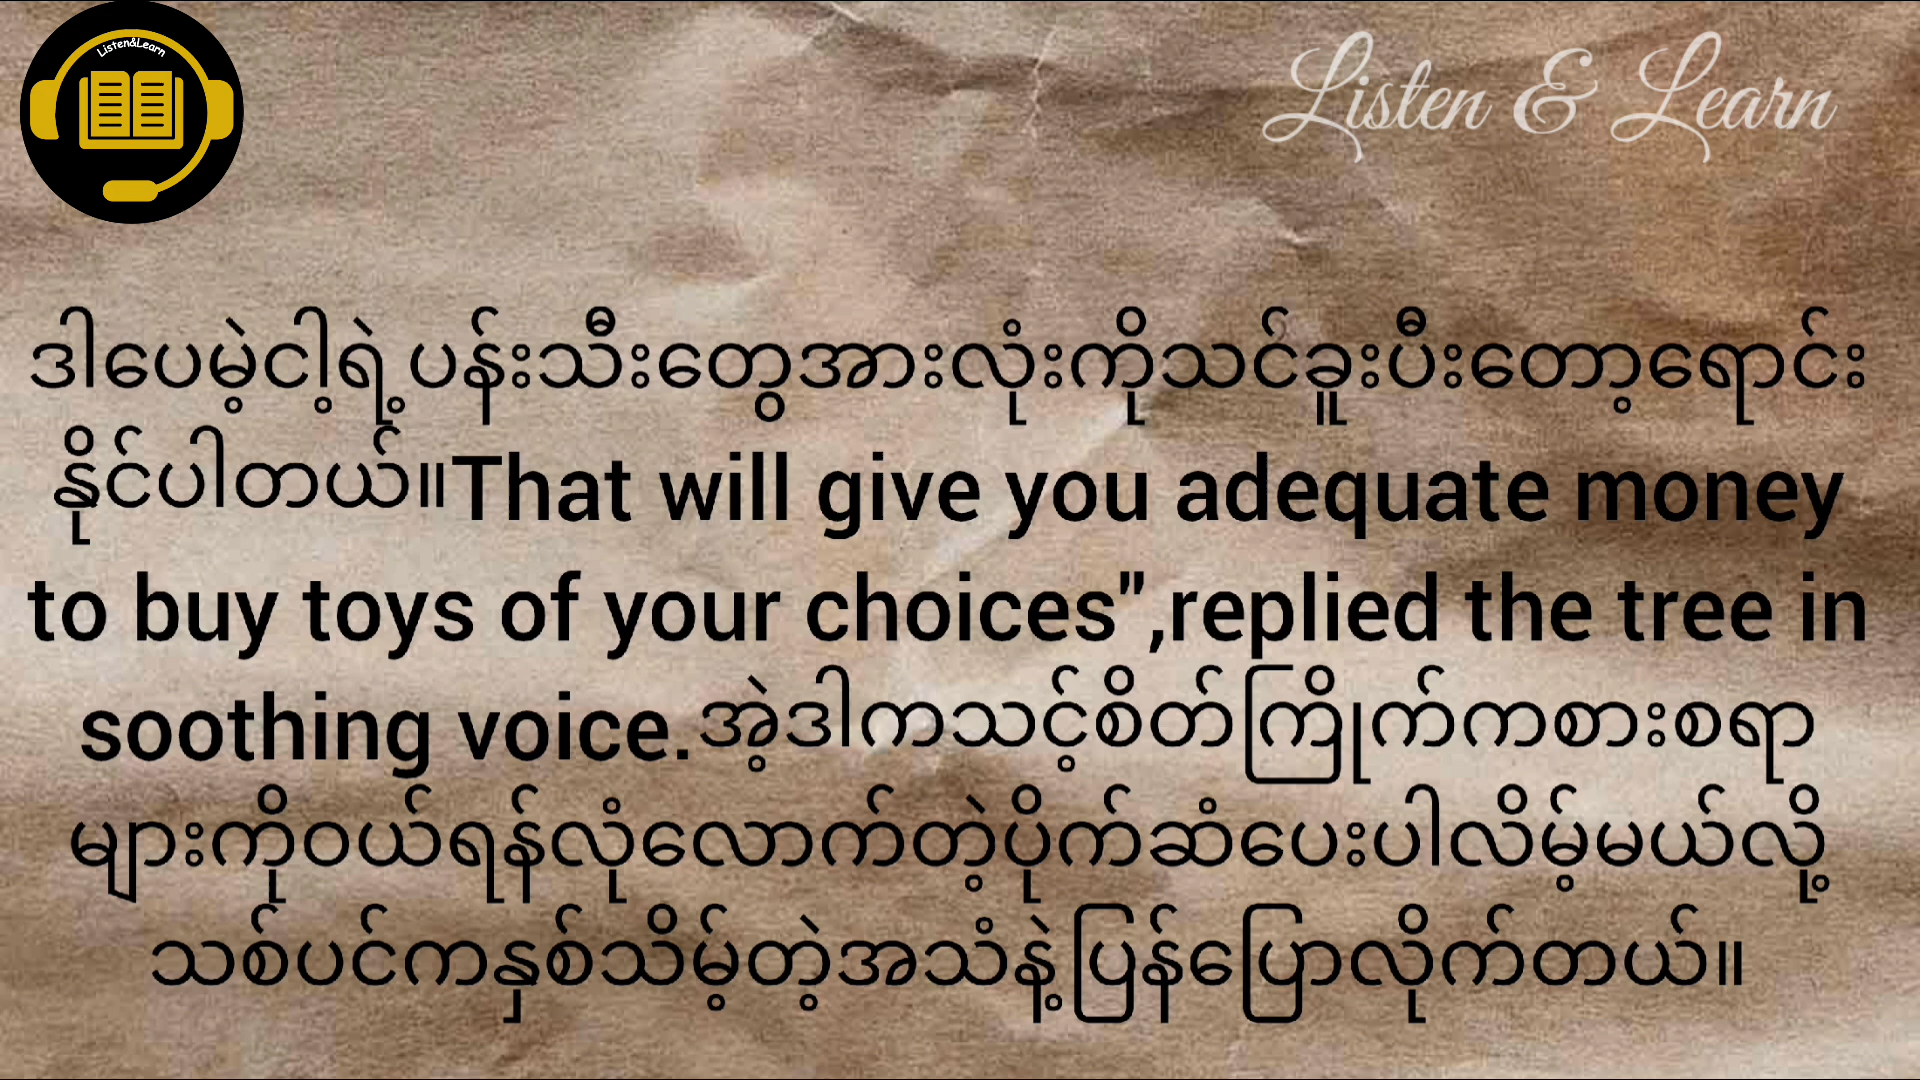 Listen&Learn
Listen & Learn
ဒါပေမဲ့ငါ့ရဲ့ပန်းသီးတွေအားလုံးကိုသင်ခူးပီးတော့ရောင်း
နိုင်ပါတယ်။That will give you adequate money
to buy toys of your choices",replied the tree in
soothing voice.အဲ့ဒါကသင့်စိတ်ကြိုက်ကစားစရာ
များကိုဝယ်ရန်လုံလောက်တဲ့ပိုက်ဆံပေးပါလိမ့်မယ်လို့
သစ်ပင်ကနှစ်သိမ့်တဲ့အသံနဲ့ပြန်ပြောလိုက်တယ်။